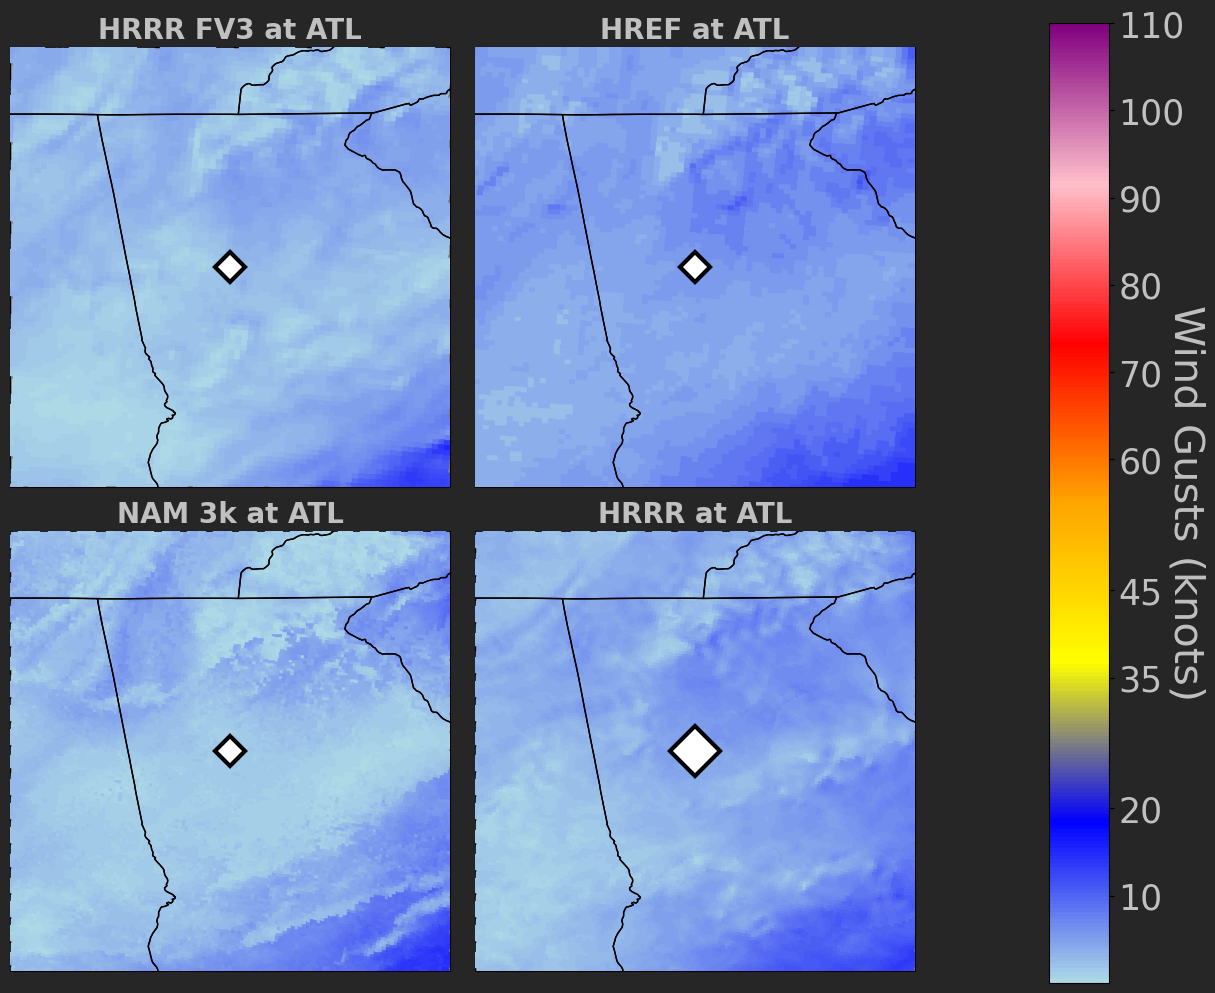 HRRR FV3 at ATL
HREF at ATL
NAM 3k at ATL
HRRR at ATL
110
100
90
80
70
60
45
35
20
10
Wind Gusts (knots)